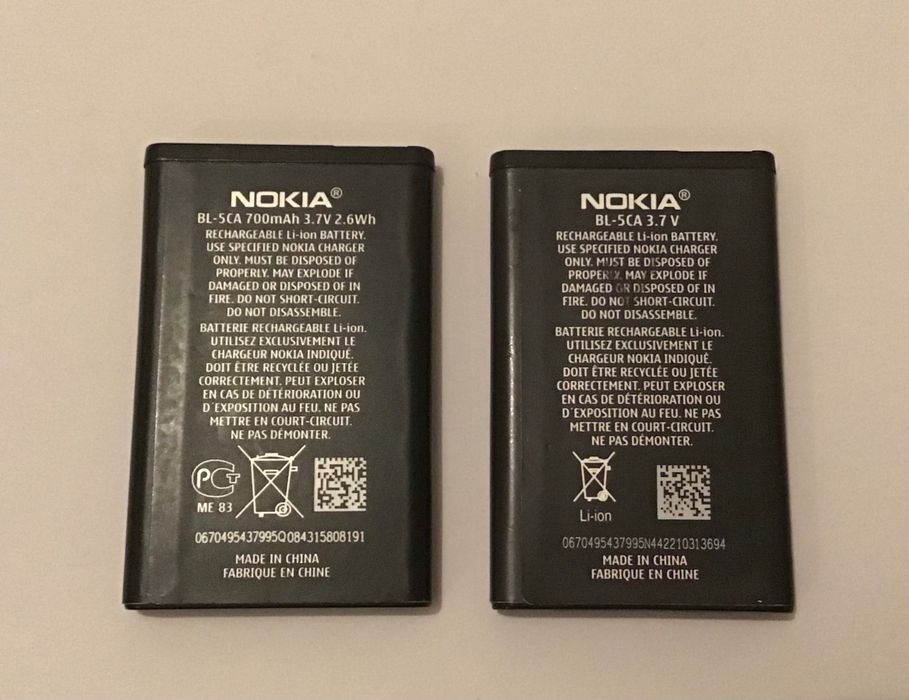 NOKIA®
BL-5CA 700mAh 3.7V 2.6Wh
RECHARGEABLE Li-ion BATTERY.
USE SPECIFIED NOKIA CHARGER
ONLY. MUST BE DISPOSED OF
PROPERLY. MAY EXPLODE IF
DAMAGED OR DISPOSED OF IN
FIRE. DO NOT SHORT-CIRCUIT.
DO NOT DISASSEMBLE.
BATTERIE RECHARGEABLE Li-ion.
UTILISEZ EXCLUSIVEMENT LE
CHARGEUR NOKIA INDIQUÉ.
DOIT ÊTRE RECYCLÉE OU JETÉE
CORRECTEMENT. PEUT EXPLOSER
EN CAS DE DÉTÉRIORATION OU
D'EXPOSITION AU FEU. NE PAS
METTRE EN COURT-CIRCUIT.
NE PAS DÉMONTER.
ME 83
0670495437995Q084315808191
MADE IN CHINA
FABRIQUE EN CHINE
NOKIA®
BL-5CA 3.7 V
RECHARGEABLE Li-ion BATTERY.
USE SPECIFIED NOKIA CHARGER
ONLY. MUST BE DISPOSED OF
PROPERLY. MAY EXPLODE IF
DAMAGED OR DISPOSED OF IN
FIRE. DO NOT SHORT-CIRCUIT.
DO NOT DISASSEMBLE.
BATTERIE RECHARGEABLE Li-ion.
UTILISEZ EXCLUSIVEMENT LE
CHARGEUR NOKIA INDIQUÉ.
DOIT ÊTRE RECYCLÉE OU JETÉE
CORRECTEMENT. PEUT EXPLOSER
EN CAS DE DÉTÉRIORATION OU
D'EXPOSITION AU FEU. NE PAS
METTRE EN COURT-CIRCUIT.
NE PAS DÉMONTER.
Li-ion
0670495437995N442210313694
MADE IN CHINA
FABRIQUE EN CHINE